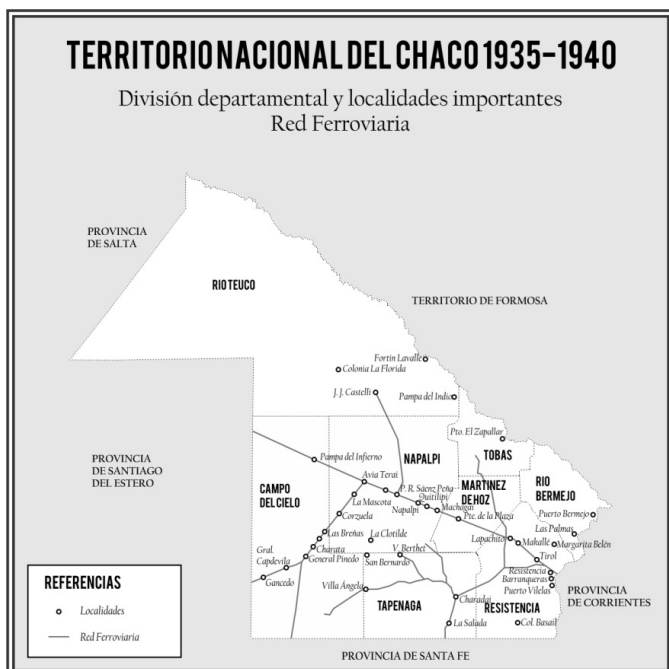 TERRITORIO NACIONAL DEL CHACO 1935-1940
División departamental y localidades importantes
Red Ferroviaria
PROVINCIA
DE SALTA
RIO TEUCO
TERRITORIO DE FORMOSA
Fortin Lavalle
Colonia La Florida
J. J. Castelli
Pampa del Indio
Pto. El Zapallar
PROVINCIA
DE SANTIAGO
DEL ESTERO
Pampa del Infierno
NAPALPI
TOBAS
Avia Terai
CAMPO
DEL CIELO
P. R. Sáenz Peña
MARTINEZ
DE HOZ
RIO
BERMEJO
La Mascota
Quitilipi
Napalpi
Machagai
Corzuela
Pte. de la Plaza
Puerto Bermejo
Las Breñas
La Clotilde
Las Palmas
Charata
Lapachito
Makalle
Margarita Belén
Gral.
Capdevila
General Pinedo
V. Berthet
San Bernardo
Tirol
Gancedo
Resistencia
Barranqueras
Villa Ángela
Puerto Vilelas
PROVINCIA
DE CORRIENTES
TAPENAGA
Charadai
RESISTENCIA
La Salada
Col. Basail
REFERENCIAS
Localidades
Red Ferroviaria
PROVINCIA DE SANTA FE